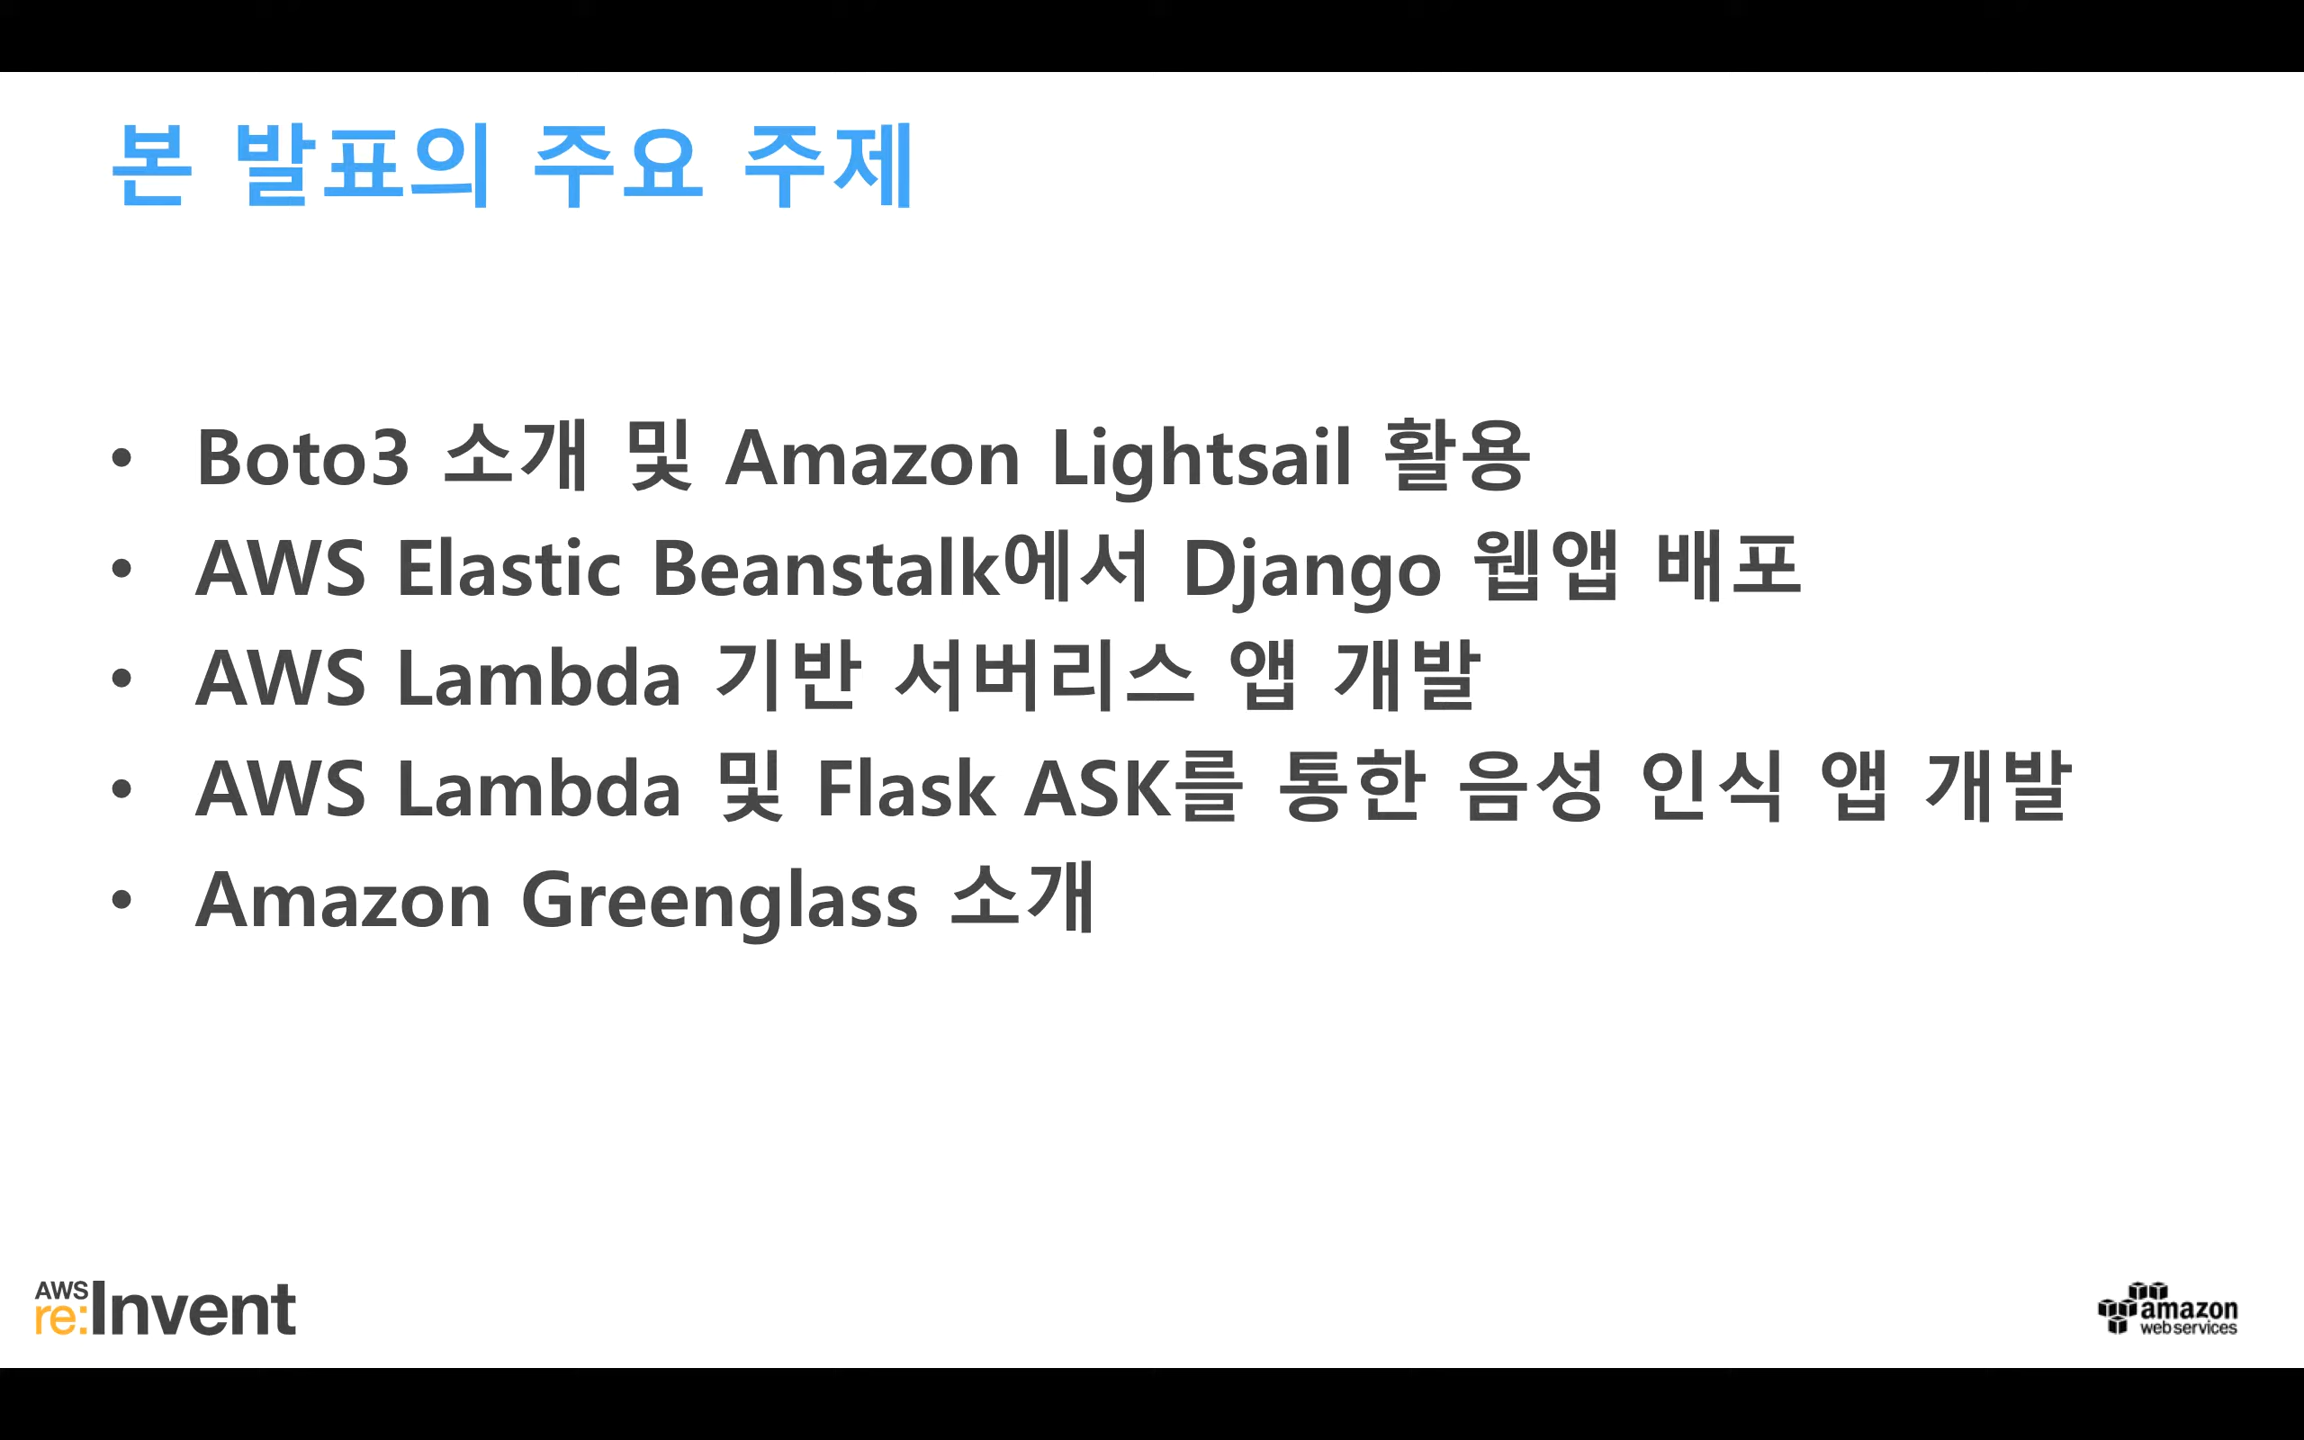 본 발표의 주요 주제
• Boto3 소개 및 Amazon Lightsail 활용
• AWS Elastic Beanstalk에서 Django 웹앱 배포
• AWS Lambda 기반 서버리스 앱 개발
• AWS Lambda 및 Flask ASK를 통한 음성 인식 앱 개발
• Amazon Greenglass 소개
AWS
re:Invent
amazon
webservices